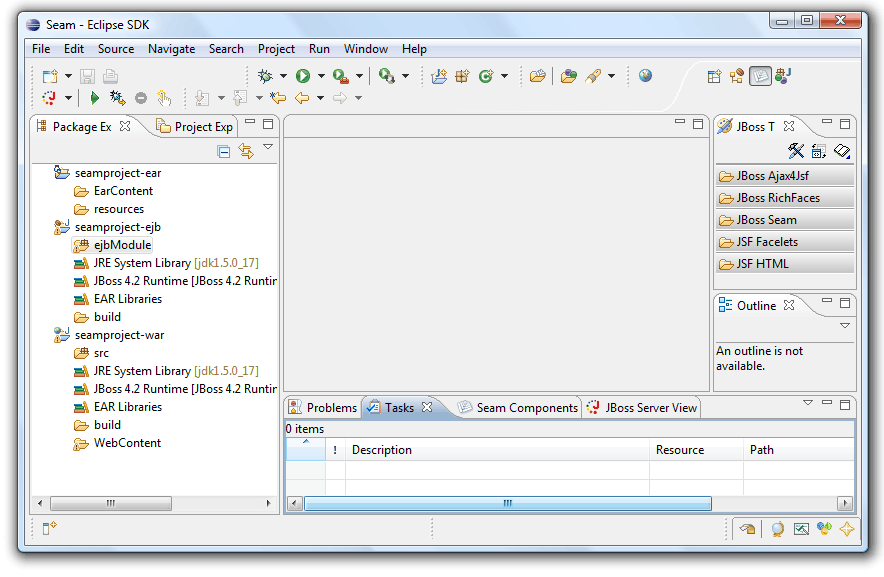 Seam - Eclipse SDK
File Edit Source Navigate Search Project Run Window Help
Package Ex Project Exp
seamproject-ear
EarContent
resources
seamproject-ejb
ejbModule
JRE System Library [jdk1.5.0_17]
JBoss 4.2 Runtime [JBoss 4.2 Runtin
EAR Libraries
build
seamproject-war
src
JRE System Library [jdk1.5.0_17]
JBoss 4.2 Runtime [JBoss 4.2 Runtin
EAR Libraries
build
WebContent
JBoss T
JBoss Ajax4Jsf
JBoss RichFaces
JBoss Seam
JSF Facelets
JSF HTML
Outline
An outline is not
available.
Problems Tasks Seam Components JBoss Server View
0 items
! Description Resource Path